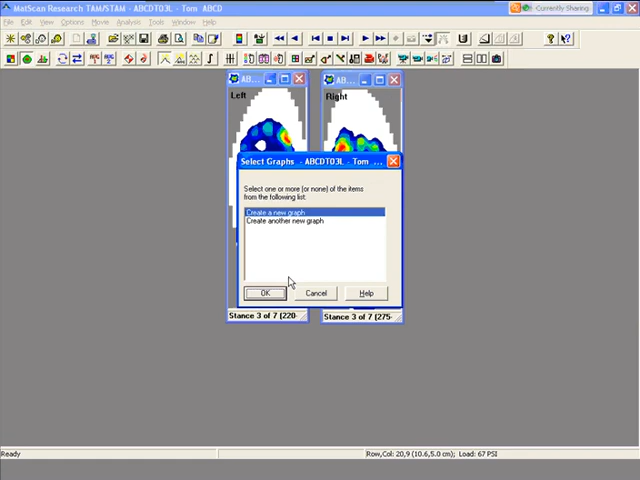 MatScan Research TAM/STAM - ABCDT03L - Tom ABCD
Currently Sharing
File Edit View Options Movie Analysis Tools Window Help
AB...
AB...
Left
Right
Select Graphs - ABCDT03L - Tom ...
Select one or more (or none) of the items
from the following list:
Create a new graph
Create another new graph
OK
Cancel
Help
Stance 3 of 7 (220-
Stance 3 of 7 (275-
Ready
Row,Col: 20,9 (10.6,5.0 cm); Load: 67 PSI